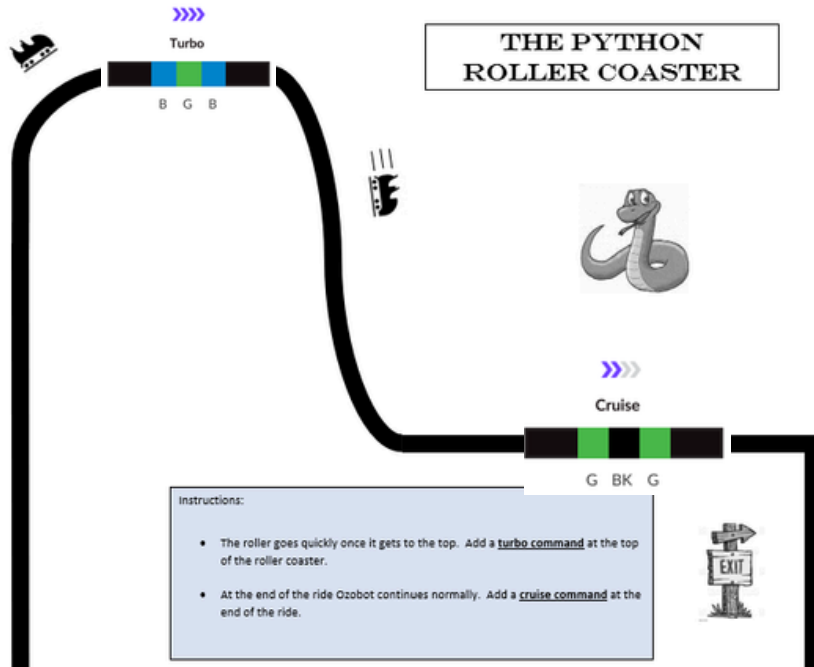 Turbo
B G B
THE PYTHON
ROLLER COASTER
Cruise
G BK G
Instructions:
• The roller goes quickly once it gets to the top. Add a turbo command at the top
of the roller coaster.
• At the end of the ride Ozobot continues normally. Add a cruise command at the
end of the ride.
EXIT